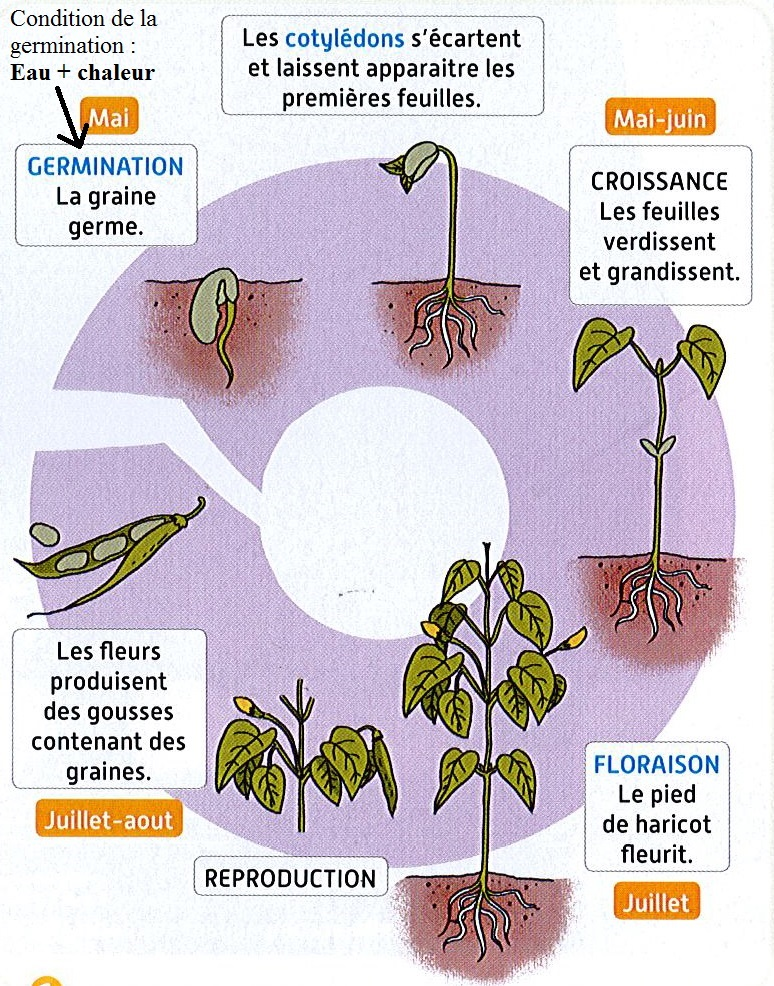 Condition de la
germination :
Eau + chaleur
Mai
GERMINATION
La graine
germe.
Les cotylédons s'écartent
et laissent apparaitre les
premières feuilles.
Mai-juin
CROISSANCE
Les feuilles
verdissent
et grandissent.
FLORAISON
Le pied
de haricot
fleurit.
Juillet
REPRODUCTION
Les fleurs
produisent
des gousses
contenant des
graines.
Juillet-aout